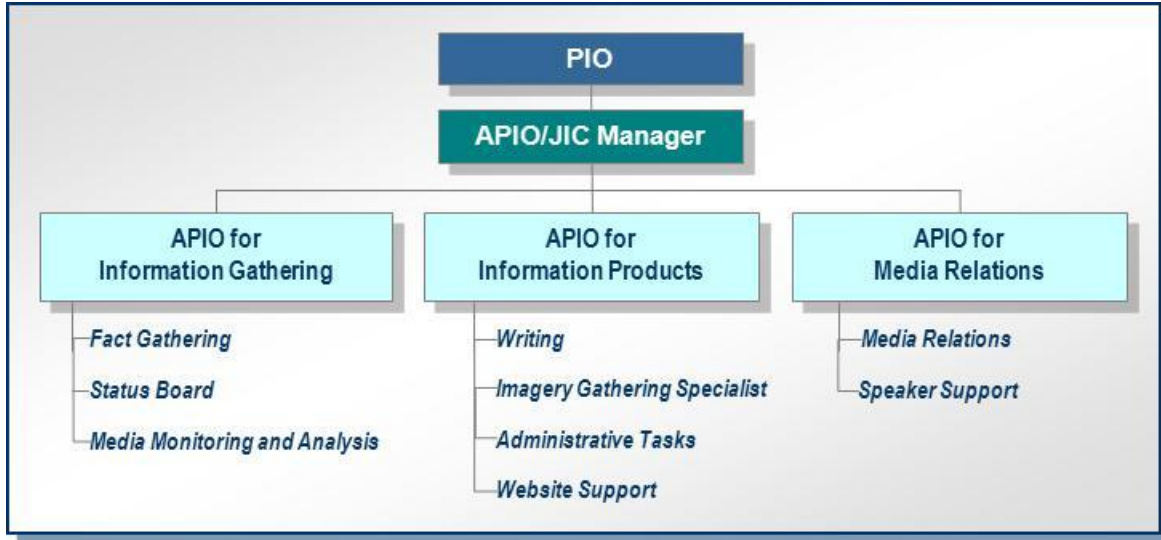 PIO
APIO/JIC Manager
APIO for
Information Gathering
Fact Gathering
Status Board
Media Monitoring and Analysis
APIO for
Information Products
Writing
Imagery Gathering Specialist
Administrative Tasks
Website Support
APIO for
Media Relations
Media Relations
Speaker Support